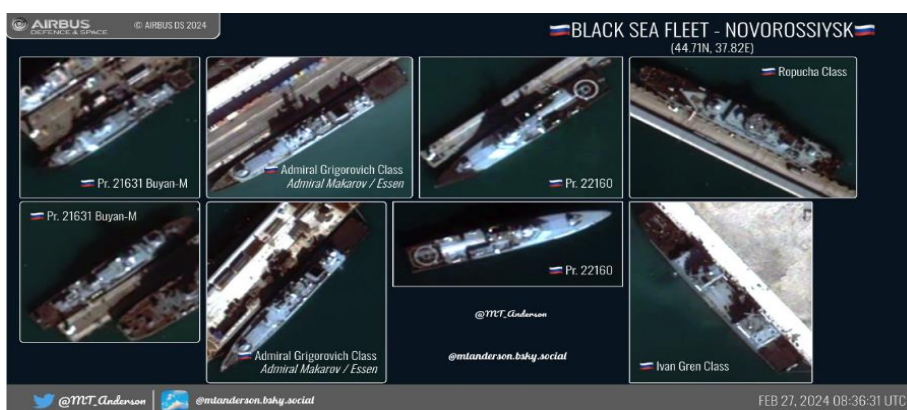 AIRBUS
DEFENCE & SPACE
© AIRBUS DS 2024
BLACK SEA FLEET - NOVOROSSIYSK
(44.71N, 37.82E)
Pr. 21631 Buyan-M
Admiral Grigorovich Class
Admiral Makarov / Essen
Pr. 22160
Ropucha Class
Pr. 21631 Buyan-M
Admiral Grigorovich Class
Admiral Makarov / Essen
Pr. 22160
@MT_Anderson
@mtanderson.bsky.social
Ivan Gren Class
@MT_Anderson
@mtanderson.bsky.social
FEB 27, 2024 08:36:31 UTC